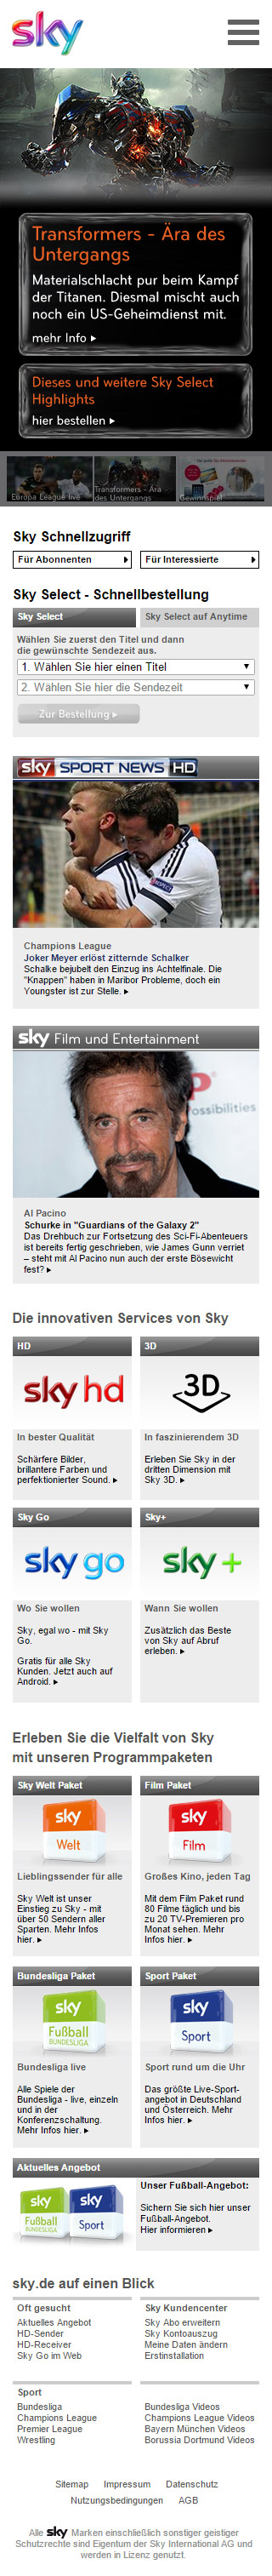 sky
Transformers - Ära des
Untergangs
Materialschlacht pur beim Kampf
der Titanen. Diesmal mischt auch
noch ein US-Geheimdienst mit.
mehr Info
Dieses und weitere Sky Select
Highlights
hier bestellen
Europa League live
Transformers - Ära
des Untergangs
Gewinnspiel
Sky Schnellzugriff
Für Abonnenten
Für Interessierte
Sky Select - Schnellbestellung
Sky Select
Sky Select auf Anytime
Wählen Sie zuerst den Titel und dann
die gewünschte Sendezeit aus.
1. Wählen Sie hier einen Titel
2. Wählen Sie hier die Sendezeit
Zur Bestellung
sky SPORT NEWS HD
Champions League
Joker Meyer erlöst zitternde Schalker
Schalke bejubelt den Einzug ins Achtelfinale. Die
"Knappen" haben in Maribor Probleme, doch ein
Youngster ist zur Stelle.
sky Film und Entertainment
possibilities
Al Pacino
Schurke in "Guardians of the Galaxy 2"
Das Drehbuch zur Fortsetzung des Sci-Fi-Abenteuers
ist bereits fertig geschrieben, wie James Gunn verriet
– steht mit Al Pacino nun auch der erste Bösewicht
fest?
Die innovativen Services von Sky
HD
sky hd
In bester Qualität
Schärfere Bilder,
brillantere Farben und
perfektionierter Sound.
3D
3D
In faszinierendem 3D
Erleben Sie Sky in der
dritten Dimension mit
Sky 3D.
Sky Go
sky go
Wo Sie wollen
Sky, egal wo - mit Sky
Go.
Gratis für alle Sky
Kunden. Jetzt auch auf
Android.
Sky+
sky +
Wann Sie wollen
Zusätzlich das Beste
von Sky auf Abruf
erleben.
Erleben Sie die Vielfalt von Sky
mit unseren Programmpaketen
Sky Welt Paket
sky
Welt
Lieblingssender für alle
Sky Welt ist unser
Einstieg zu Sky - mit
über 50 Sendern aller
Sparten. Mehr Infos
hier.
Film Paket
sky
Film
Großes Kino, jeden Tag
Mit dem Film Paket rund
80 Filme täglich und bis
zu 20 TV-Premieren pro
Monat sehen. Mehr
Infos hier.
Bundesliga Paket
sky
Fußball
BUNDESLIGA
Bundesliga live
Alle Spiele der
Bundesliga - live, einzeln
und in der
Konferenzschaltung.
Mehr Infos hier.
Sport Paket
sky
Sport
Sport rund um die Uhr
Das größte Live-Sport-
angebot in Deutschland
und Österreich. Mehr
Infos hier.
Aktuelles Angebot
sky
Fußball
BUNDESLIGA
sky
Sport
Unser Fußball-Angebot:
Sichern Sie sich hier unser
Fußball-Angebot.
Hier informieren
sky.de auf einen Blick
Oft gesucht
Aktuelles Angebot
HD-Sender
HD-Receiver
Sky Go im Web
Sky Kundencenter
Sky Abo erweitern
Sky Kontoauszug
Meine Daten ändern
Erstinstallation
Sport
Bundesliga
Champions League
Premier League
Wrestling
Bundesliga Videos
Champions League Videos
Bayern München Videos
Borussia Dortmund Videos
Sitemap Impressum Datenschutz
Nutzungsbedingungen AGB
Alle sky Marken einschließlich sonstiger geistiger
Schutzrechte sind Eigentum der Sky International AG und
werden in Lizenz genutzt.